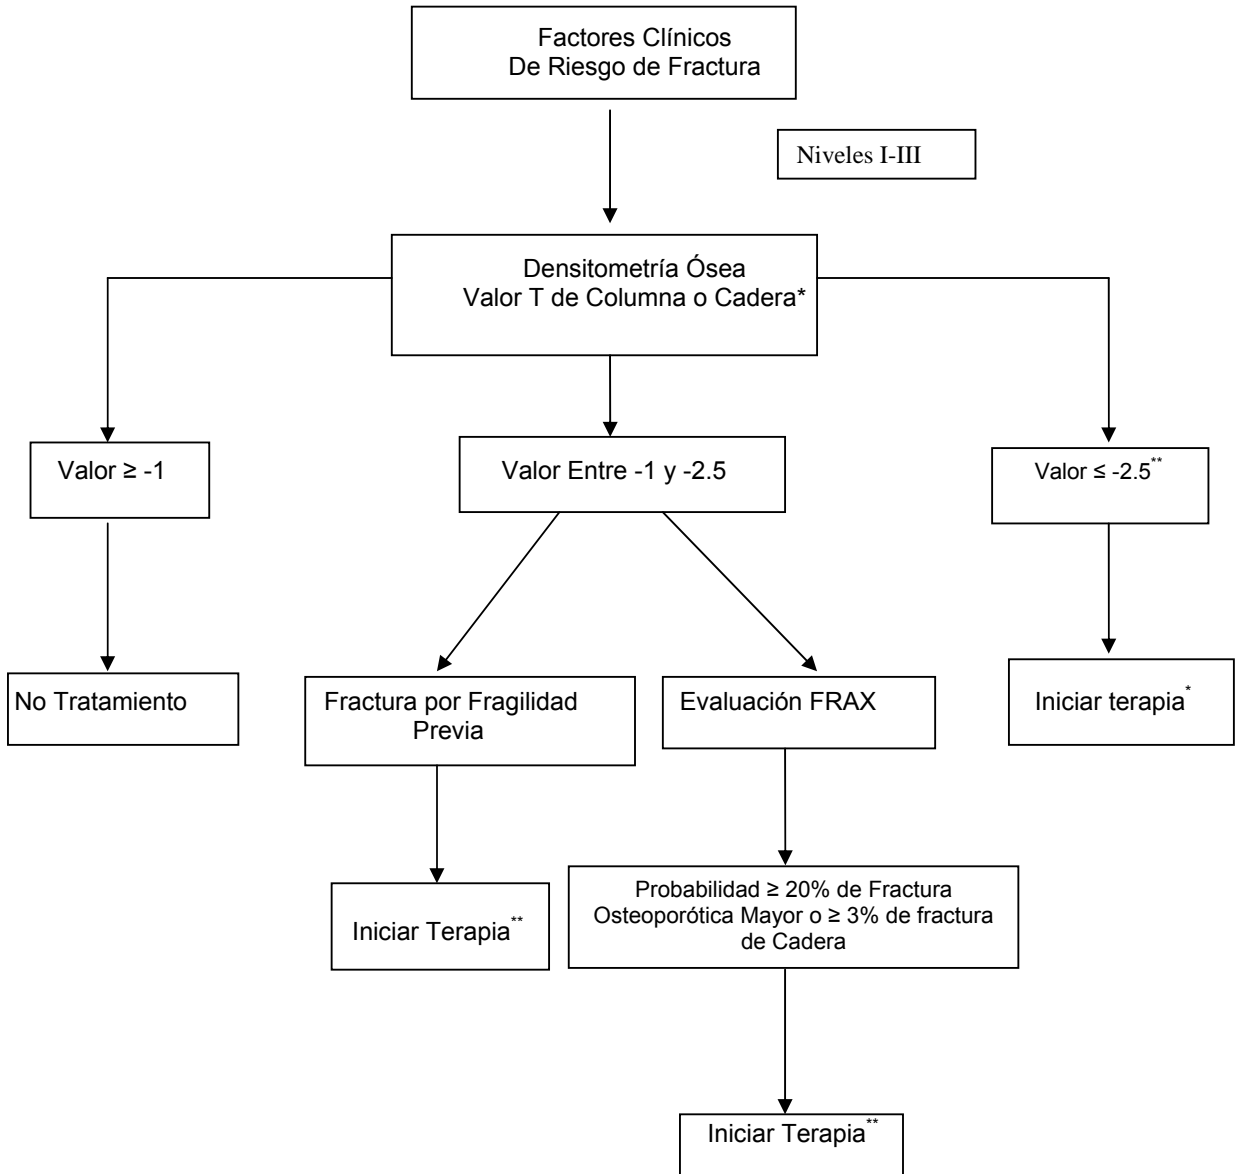 Factores Clínicos
De Riesgo de Fractura
Niveles I-III
Densitometría Ósea
Valor T de Columna o Cadera*
Valor ≥ -1
Valor Entre -1 y -2.5
Valor ≤ -2.5**
No Tratamiento
Fractura por Fragilidad
Previa
Evaluación FRAX
Iniciar terapia*
Iniciar Terapia**
Probabilidad ≥ 20% de Fractura
Osteoporótica Mayor o ≥ 3% de fractura
de Cadera
Iniciar Terapia**